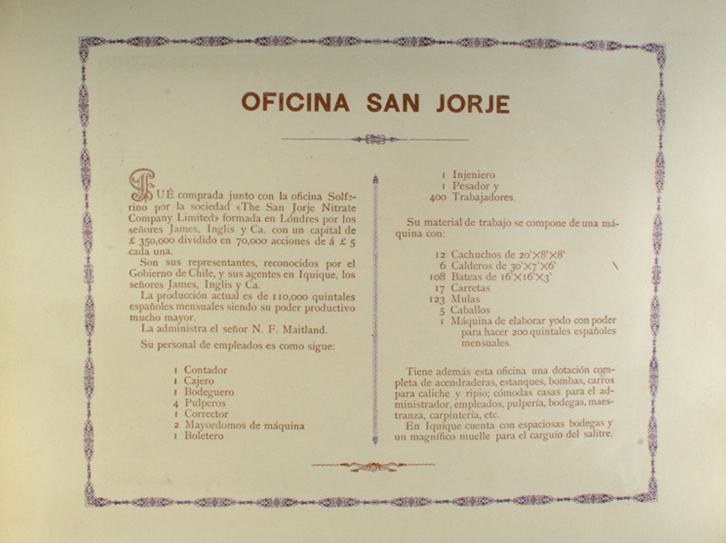 OFICINA SAN JORJE
FUÉ comprada junto con la oficina Solfe-
rino por la sociedad «The San Jorje Nitrate
Company Limited» formada en Lóndres por los
señores James, Inglis y Ca. con un capital de
£ 350,000 dividido en 70,000 acciones de á £ 5
cada una.
Son sus representantes, reconocidos por el
Gobierno de Chile, y sus agentes en Iquique, los
señores James, Inglis y Ca.
La producción actual es de 110,000 quintales
españoles mensuales siendo su poder productivo
mucho mayor.
La administra el señor N. F. Maitland.
Su personal de empleados es como sigue:
1 Contador
1 Cajero
1 Bodeguero
4 Pulperos
1 Corrector
2 Mayordomos de máquina
1 Boletero
1 Injeniero
1 Pesador y
400 Trabajadores.
Su material de trabajo se compone de una má-
quina con:
12 Cachuchos de 20'X8'X8'
6 Calderos de 30'X7'X6'
108 Bateas de 16'X16'X3'
17 Carretas
123 Mulas
5 Caballos
1 Máquina de elaborar yodo con poder
para hacer 200 quintales españoles
mensuales.
Tiene además esta oficina una dotación com-
pleta de acendraderas, estanques, bombas, carros
para caliche y ripio; cómodas casas para el ad-
ministrador, empleados, pulpería, bodegas, maes-
tranza, carpintería, etc.
En Iquique cuenta con espaciosas bodegas y
un magnífico muelle para el carguío del salitre.